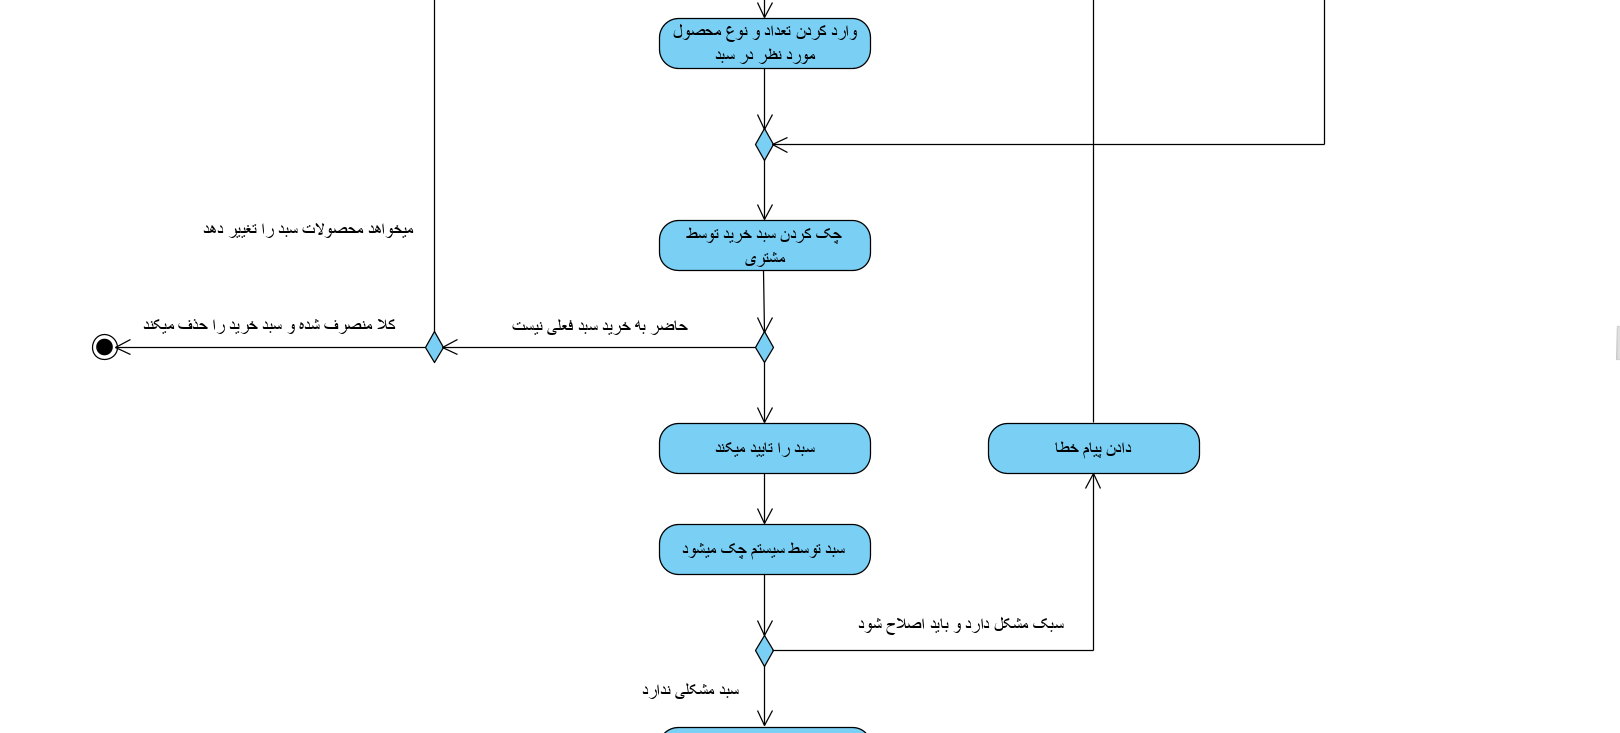 وارد کردن تعداد و نوع محصول
مورد نظر در سبد
چک کردن سبد خرید توسط
مشتری
میخواهد محصولات سبد را تغییر دهد
حاضر به خرید سبد فعلی نیست
کلا منصرف شده و سبد خرید را حذف میکند
سبد را تایید میکند
دادن پیام خطا
سبد توسط سیستم چک میشود
سبک مشکل دارد و باید اصلاح شود
سبد مشکلی ندارد